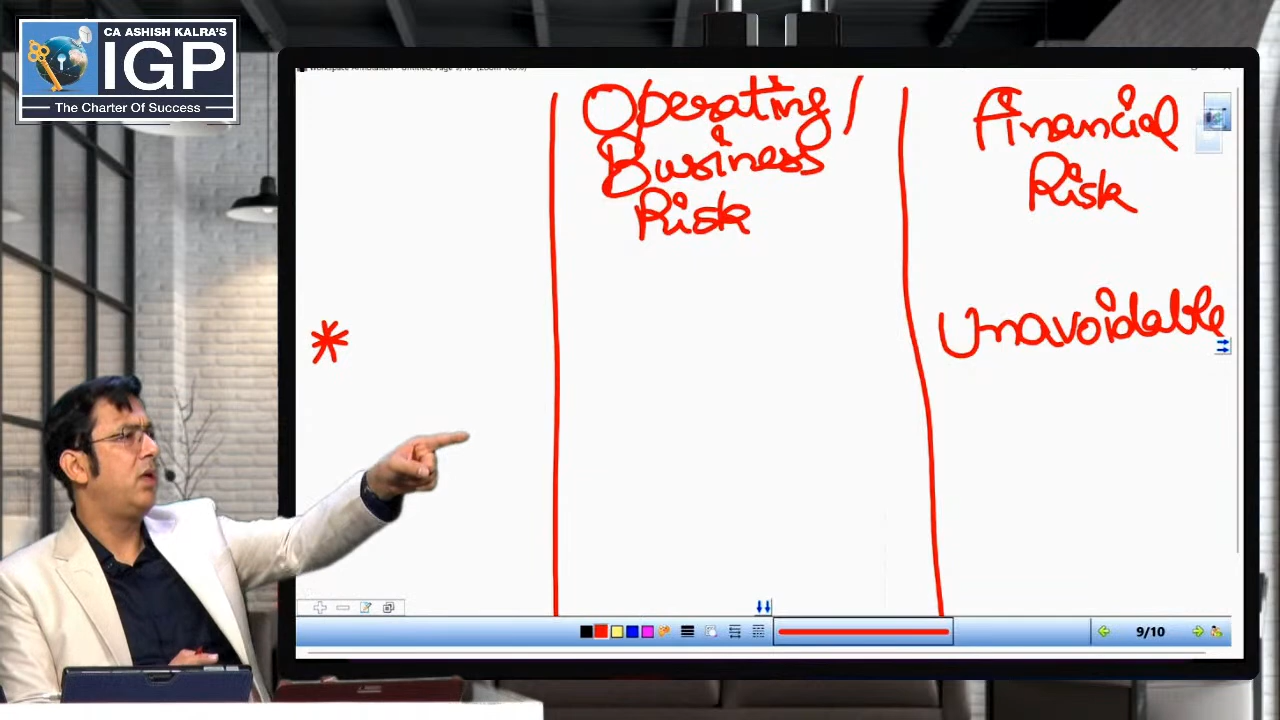 CA ASHISH KALRA'S
IGP
The Charter Of Success
Operating/
Business
Risk
Financial
Risk
*
Unavoidable
9/10